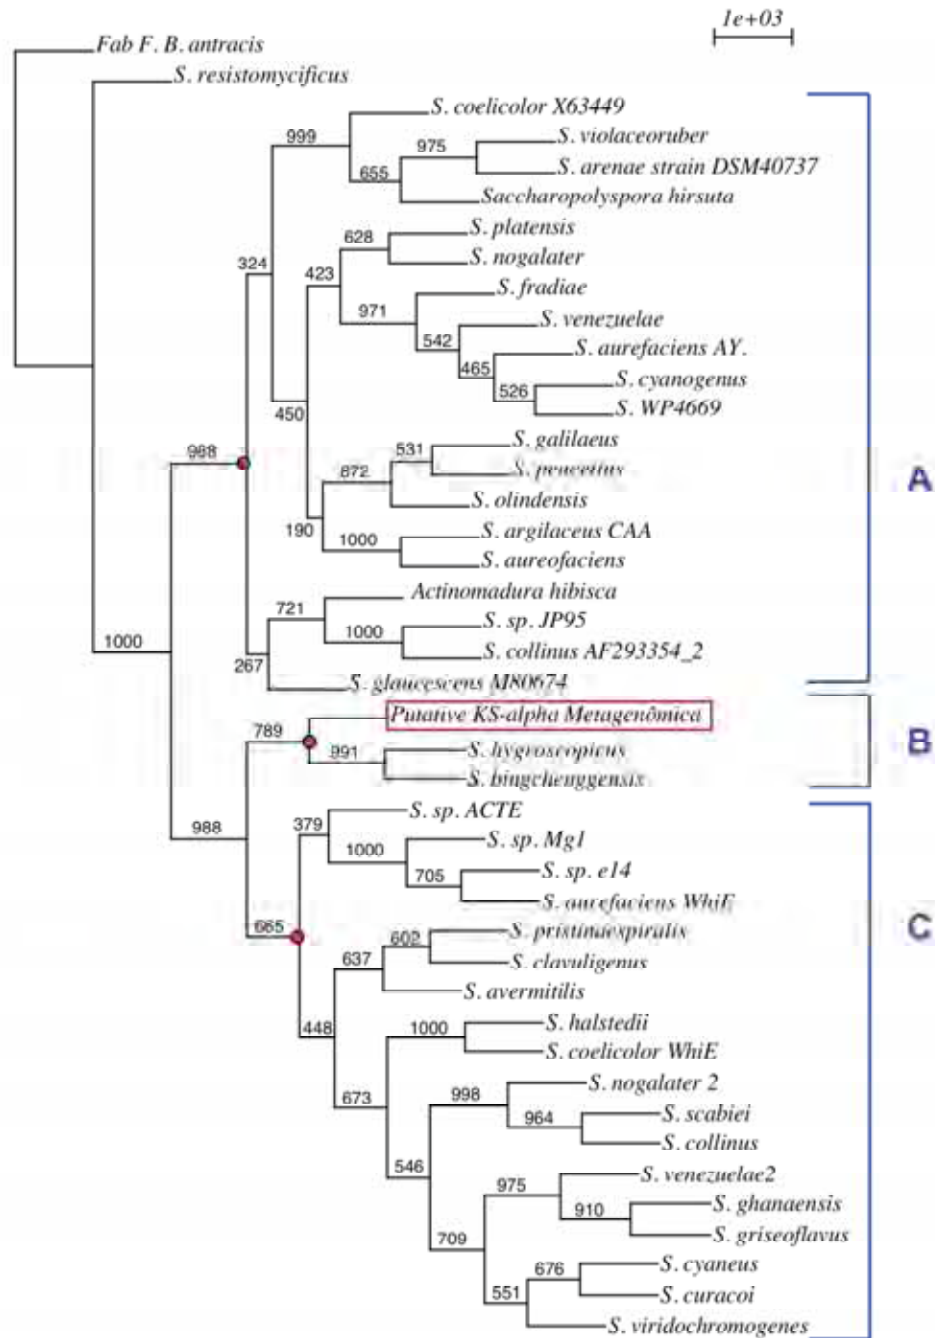 1e+03
Fab F. B. antracis
S. resistomycificus
S. coelicolor X63449
999
975
S. violaceoruber
S. arenae strain DSM40737
655
Saccharopolyspora hirsuta
S. platensis
628
S. nogalater
324
423
S. fradiae
971
S. venezuelae
542
S. aurefaciens AY.
465
S. cyanogenus
526
S. WP4669
450
S. galilaeus
531
968
S. peucetius
672
A
S. olindensis
190
S. argilaceus CAA
1000
S. aureofaciens
Actinomadura hibisca
721
S. sp. JP95
1000
1000
S. collinus AF293354_2
267
S. glaucescens M80674
Putative KS-alpha Metagenômica
789
B
991
S. hygroscopicus
S. bingchenggensis
S. sp. ACTE
988
379
S. sp. Mg1
1000
S. sp. e14
705
S. aurefaciens WhiE
665
C
S. pristinaespiralis
602
637
S. clavuligenus
S. avermitilis
448
1000
S. halstedii
S. coelicolor WhiE
S. nogalater 2
673
998
S. scabiei
964
S. collinus
546
S. venezuelae2
975
S. ghanaensis
910
S. griseoflavus
709
S. cyaneus
676
S. curacoi
551
S. viridochromogenes